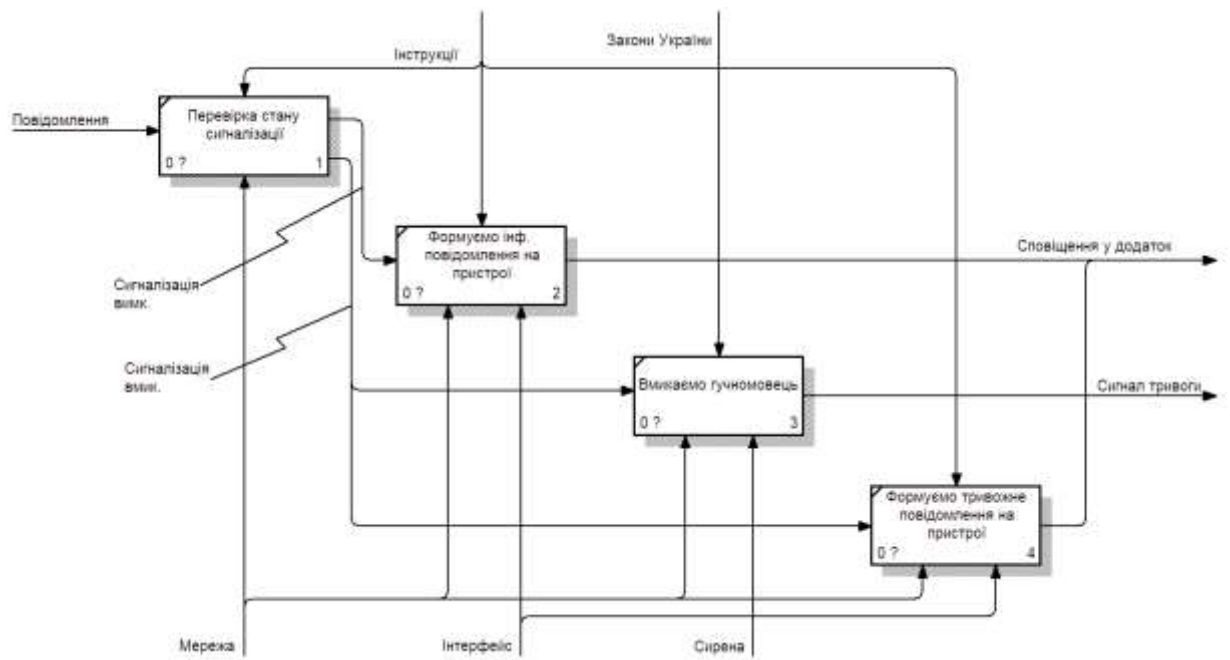 Закони України
Інструкції
Повідомлення
Перевірка стану
сигналізації
0 ?
1
Формуємо інф.
повідомлення на
пристрої
0 ?
2
Сповіщення у додаток
Сигналізація
вимк.
Сигналізація
вмик.
Вмикаємо гучномовець
0 ?
3
Сигнал тривоги
Формуємо тривожне
повідомлення на
пристрої
0 ?
4
Мережа
Інтерфейс
Сирена